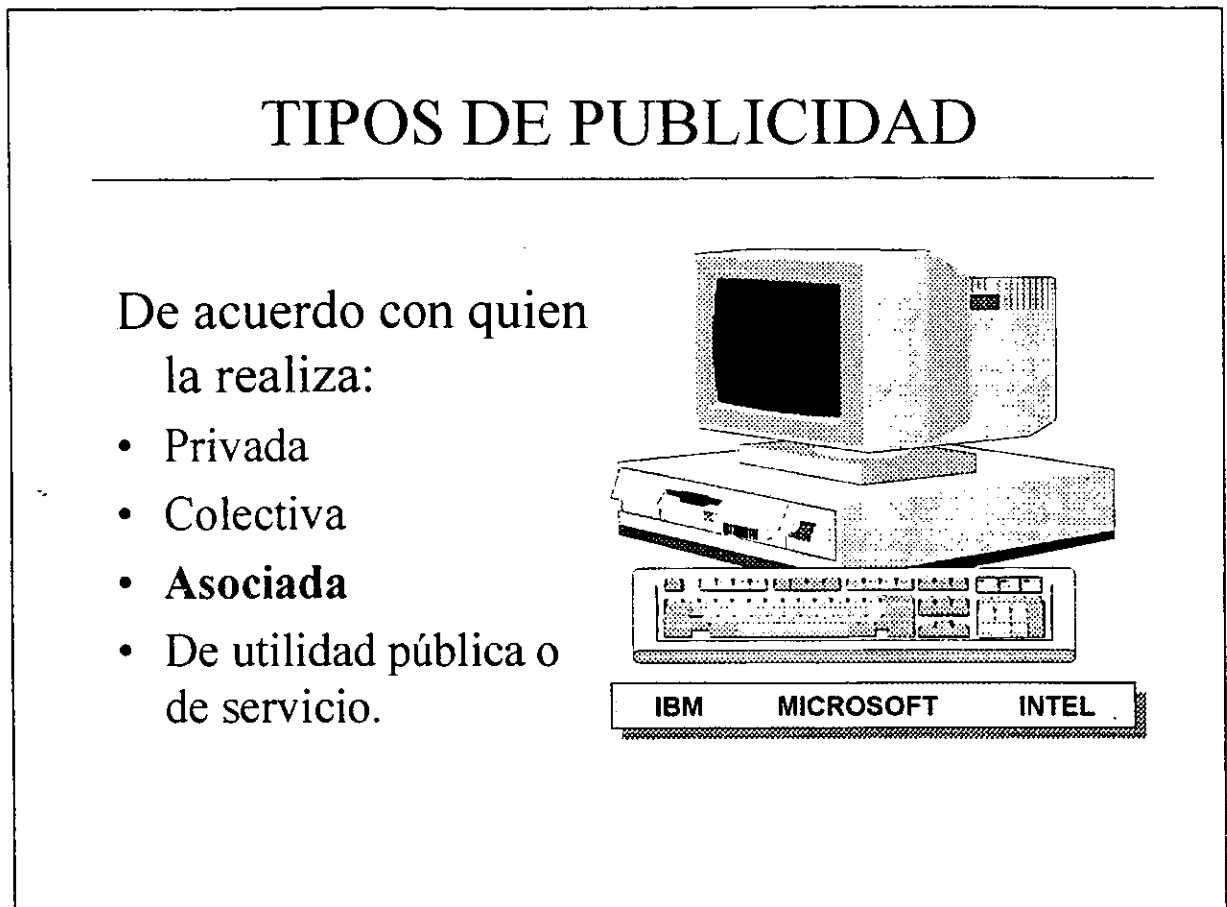 TIPOS DE PUBLICIDAD
De acuerdo con quien
la realiza:
• Privada
• Colectiva
• Asociada
• De utilidad pública o
de servicio.
IBM MICROSOFT INTEL